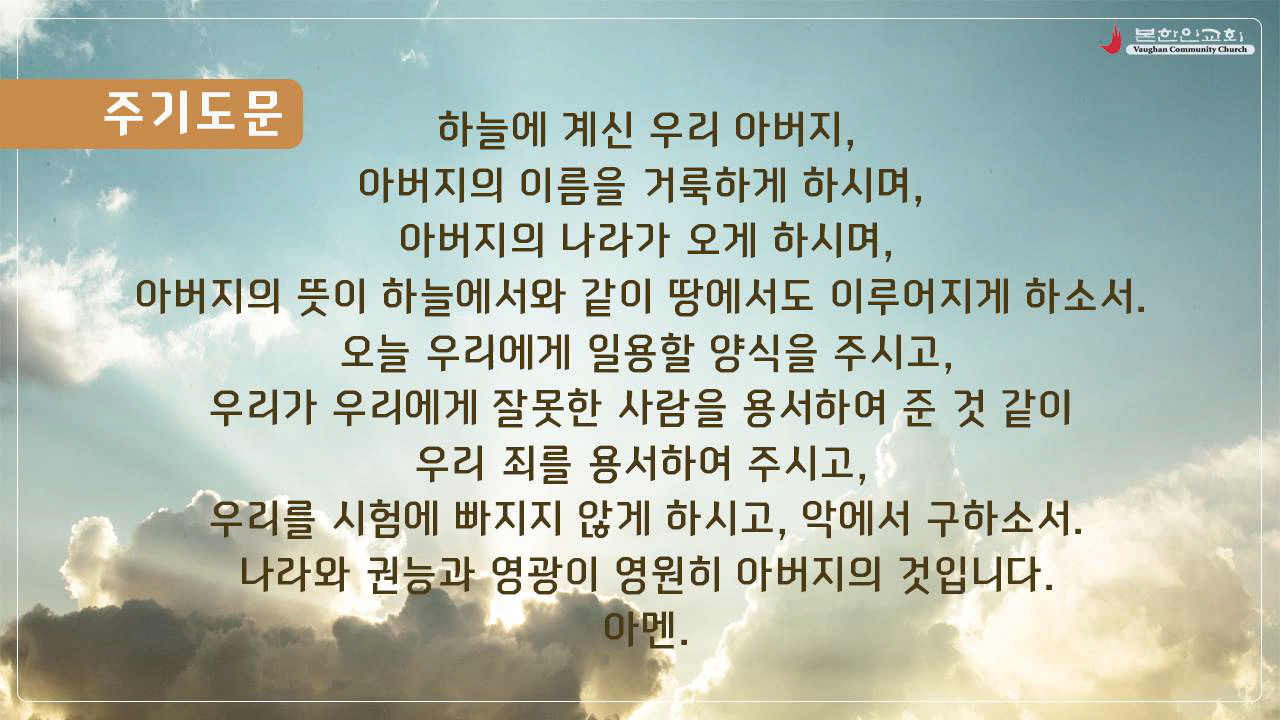 본한인교회
Vaughan Community Church
주기도문
하늘에 계신 우리 아버지,
아버지의 이름을 거룩하게 하시며,
아버지의 나라가 오게 하시며,
아버지의 뜻이 하늘에서와 같이 땅에서도 이루어지게 하소서.
오늘 우리에게 일용할 양식을 주시고,
우리가 우리에게 잘못한 사람을 용서하여 준 것 같이
우리 죄를 용서하여 주시고,
우리를 시험에 빠지지 않게 하시고, 악에서 구하소서.
나라와 권능과 영광이 영원히 아버지의 것입니다.
아멘.